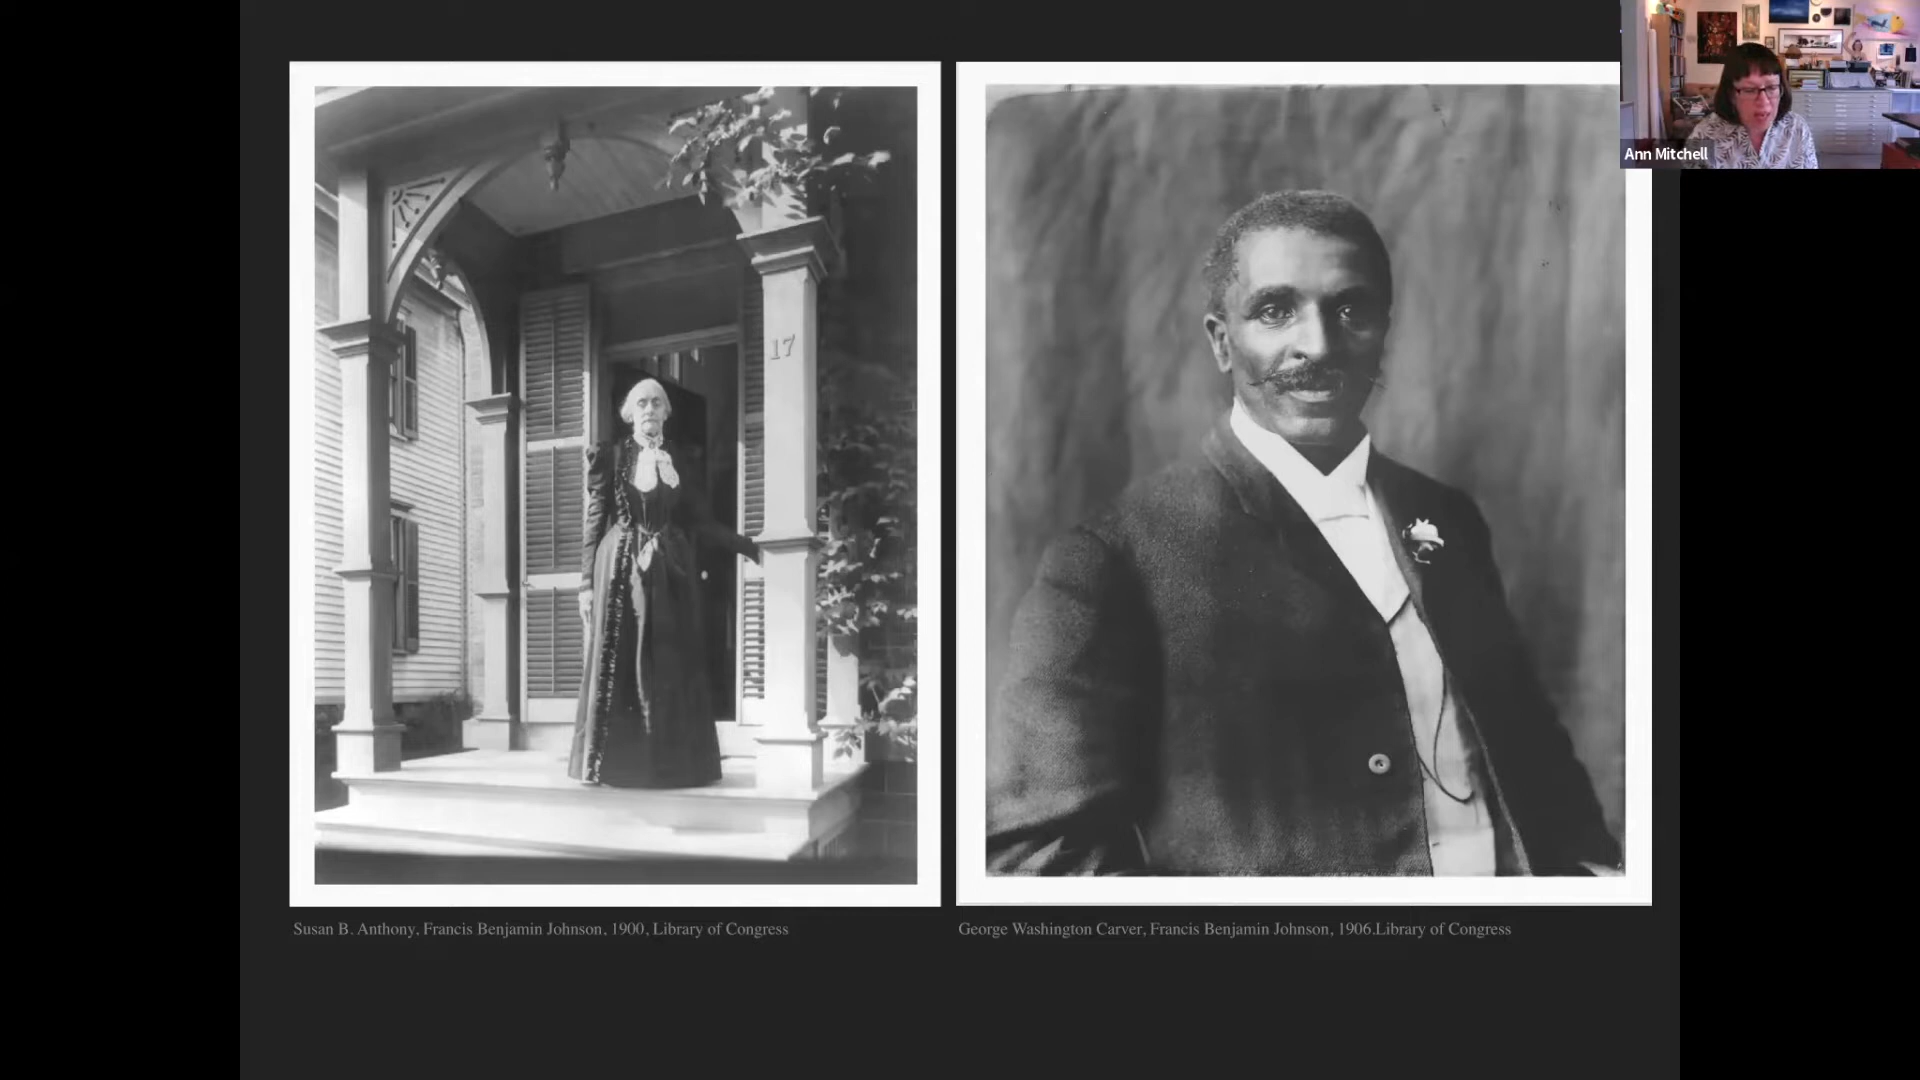 Ann Mitchell
17
Susan B. Anthony, Francis Benjamin Johnson, 1900, Library of Congress
George Washington Carver, Francis Benjamin Johnson, 1906.Library of Congress